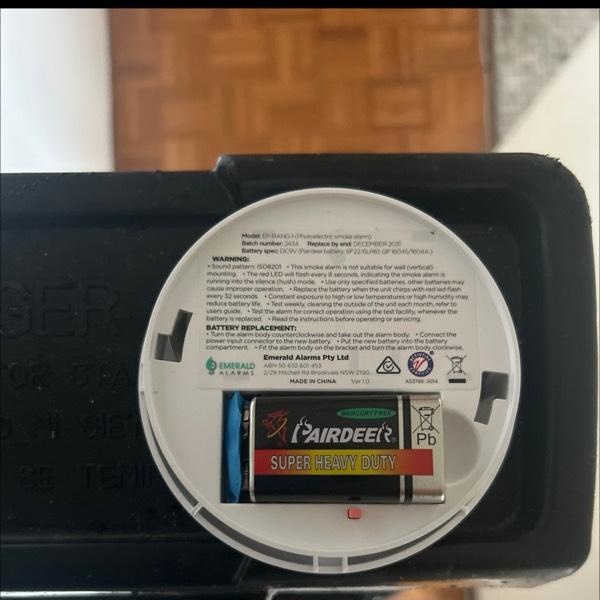 Model: EP-RANG-1 (Photoelectric smoke alarm)
Batch number: 2434 Replace by end: DECEMBER 2035
Battery spec: DC9V (Pairdeer battery: 6F22/6LR61; GP 1604S/1604A)
WARNING:
• Sound pattern: ISO8201 • This smoke alarm is not suitable for wall (vertical)
mounting. • The red LED will flash every 8 seconds, indicating the smoke alarm is
running into the silence (hush) mode. • Use only specified batteries, other batteries may
cause improper operation. • Replace the battery when the unit chirps with red led flash
every 32 seconds. • Constant exposure to high or low temperatures or high humidity may
reduce battery life. • Test weekly, cleaning the outside of the unit each month, refer to
users guide. • Test the alarm for correct operation using the test facility, whenever the
battery is replaced. • Read the instructions before operating or servicing.
BATTERY REPLACEMENT:
• Turn the alarm body counterclockwise and take out the alarm body. • Connect the
power input connector to the new battery. • Put the new battery into the battery
compartment. • Fit the alarm body on the bracket and turn the alarm body clockwise.
EMERALD
ALARMS
Emerald Alarms Pty Ltd
ABN 50 632 601 453
2/29 Mitchell Rd Brookvale NSW 2100
MADE IN CHINA Ver 1.0
AS3786: 2014
MERCURY FREE
PAIRDEER
SUPER HEAVY DUTY
Pb
OR STA
SE TEMP